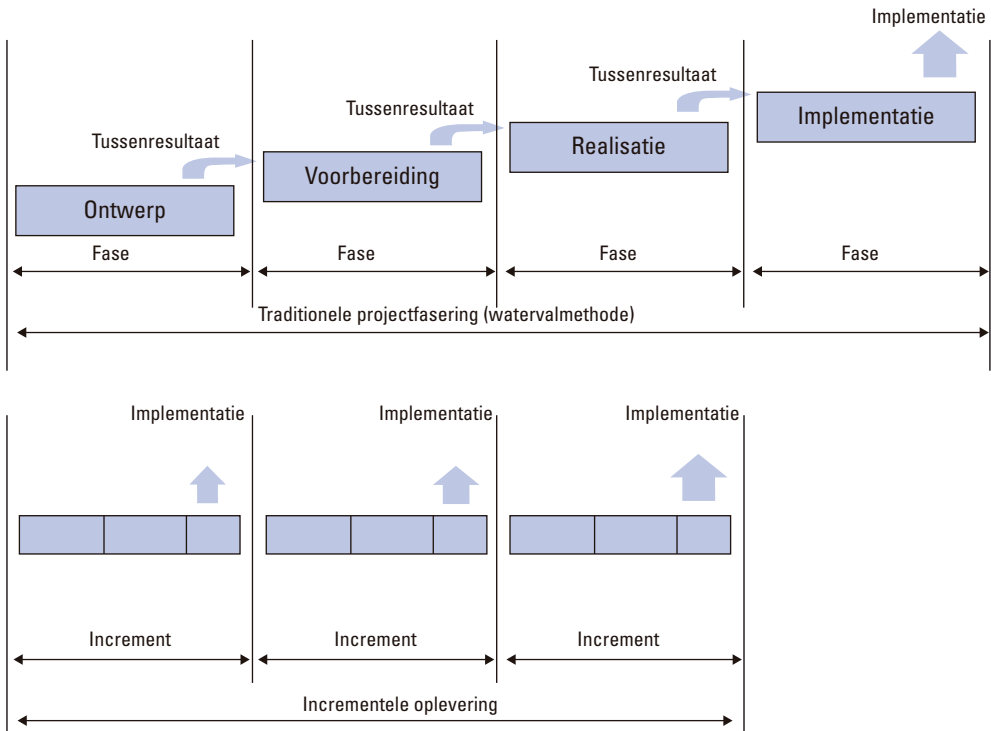 Implementatie
Tussenresultaat
Tussenresultaat
Tussenresultaat
Implementatie
Realisatie
Voorbereiding
Ontwerp
Fase
Fase
Fase
Fase
Traditionele projectfasering (watervalmethode)
Implementatie
Implementatie
Implementatie
Increment
Increment
Increment
Incrementele oplevering